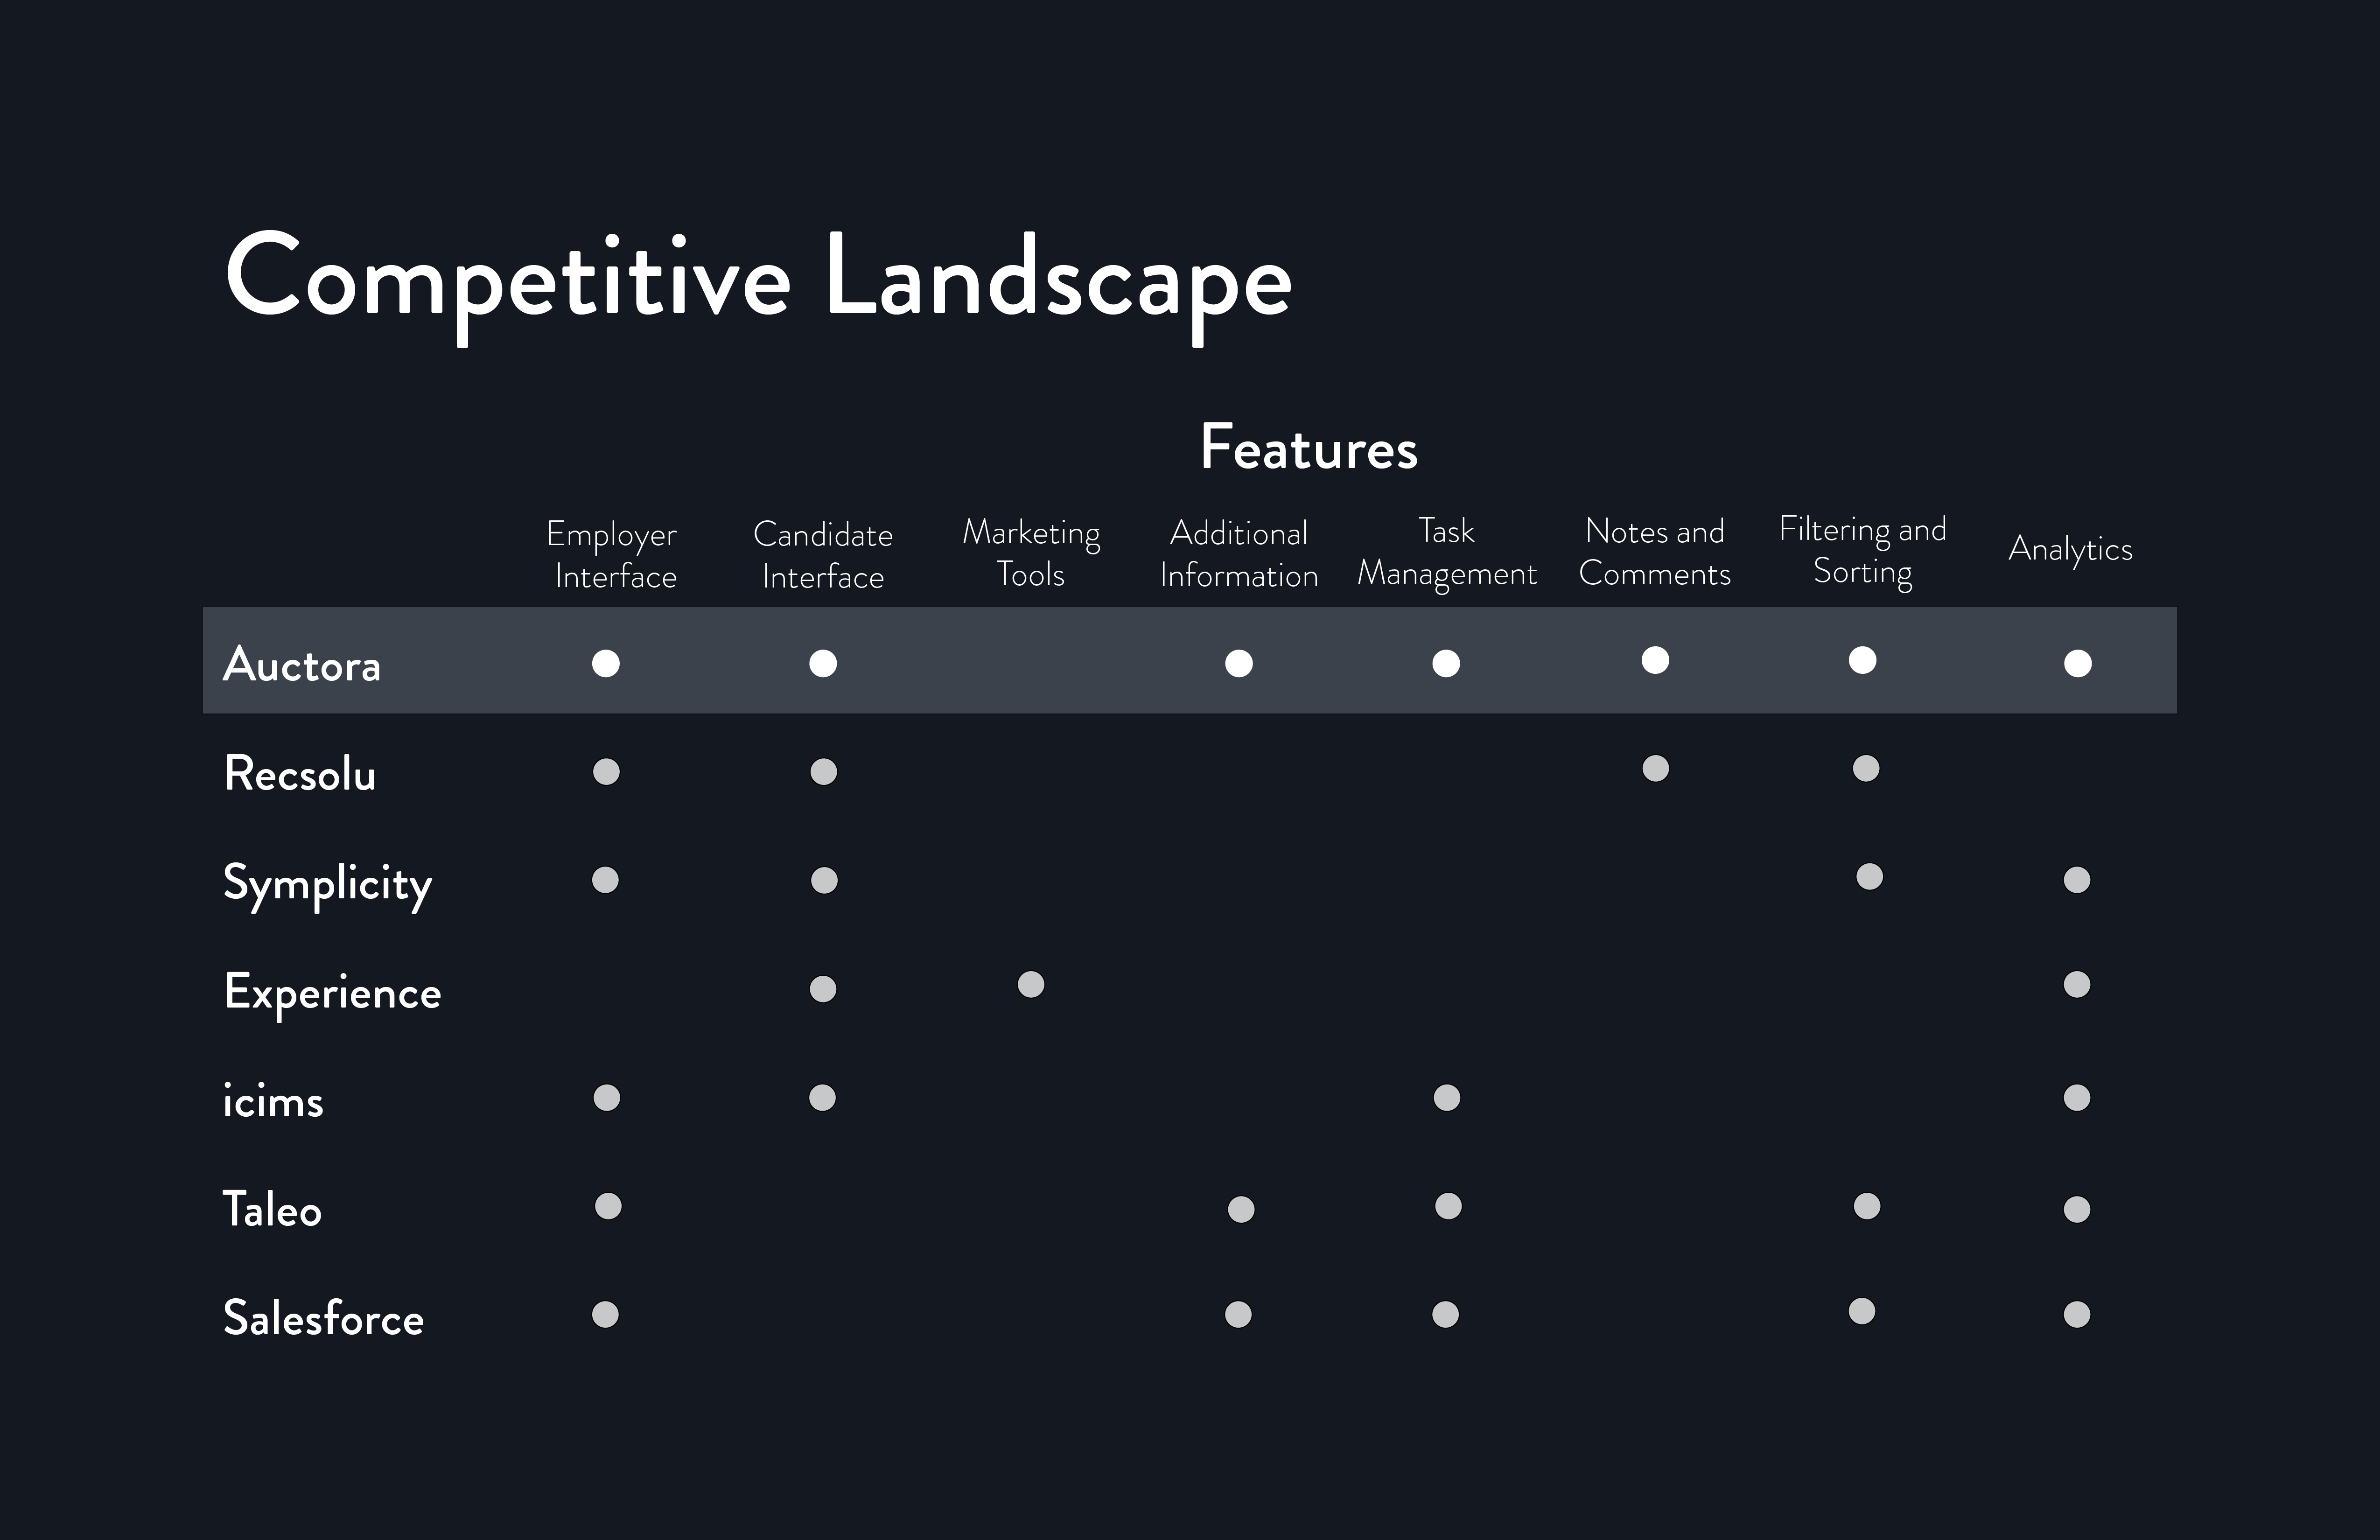 Competitive Landscape
Features
Employer
Interface
Candidate
Interface
Marketing
Tools
Additional
Information
Task
Management
Notes and
Comments
Filtering and
Sorting
Analytics
Auctora
Recsolu
Symplicity
Experience
icims
Taleo
Salesforce